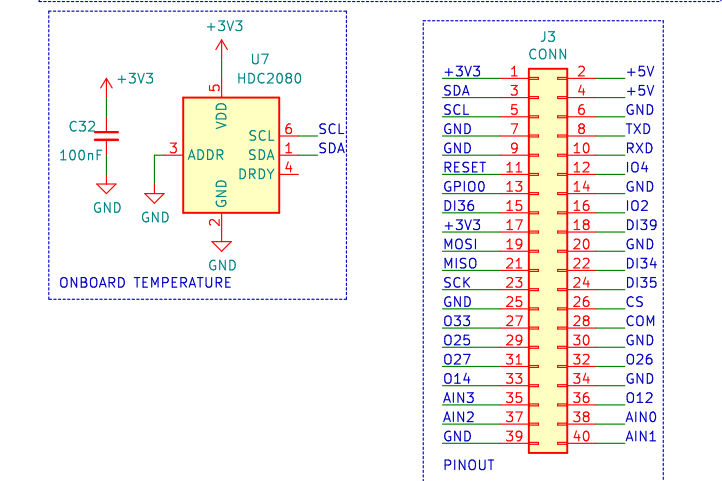 +3V3
U7
HDC2080
+3V3
C32
100nF
GND
5
VDD
SCL
6
SCL
3
ADDR
SDA
1
SDA
DRDY
4
GND
GND
2
GND
ONBOARD TEMPERATURE
J3
CONN
+3V3 1 2 +5V
SDA 3 4 +5V
SCL 5 6 GND
GND 7 8 TXD
GND 9 10 RXD
RESET 11 12 IO4
GPIO0 13 14 GND
DI36 15 16 IO2
+3V3 17 18 DI39
MOSI 19 20 GND
MISO 21 22 DI34
SCK 23 24 DI35
GND 25 26 CS
O33 27 28 COM
O25 29 30 GND
O27 31 32 O26
O14 33 34 GND
AIN3 35 36 O12
AIN2 37 38 AIN0
GND 39 40 AIN1
PINOUT